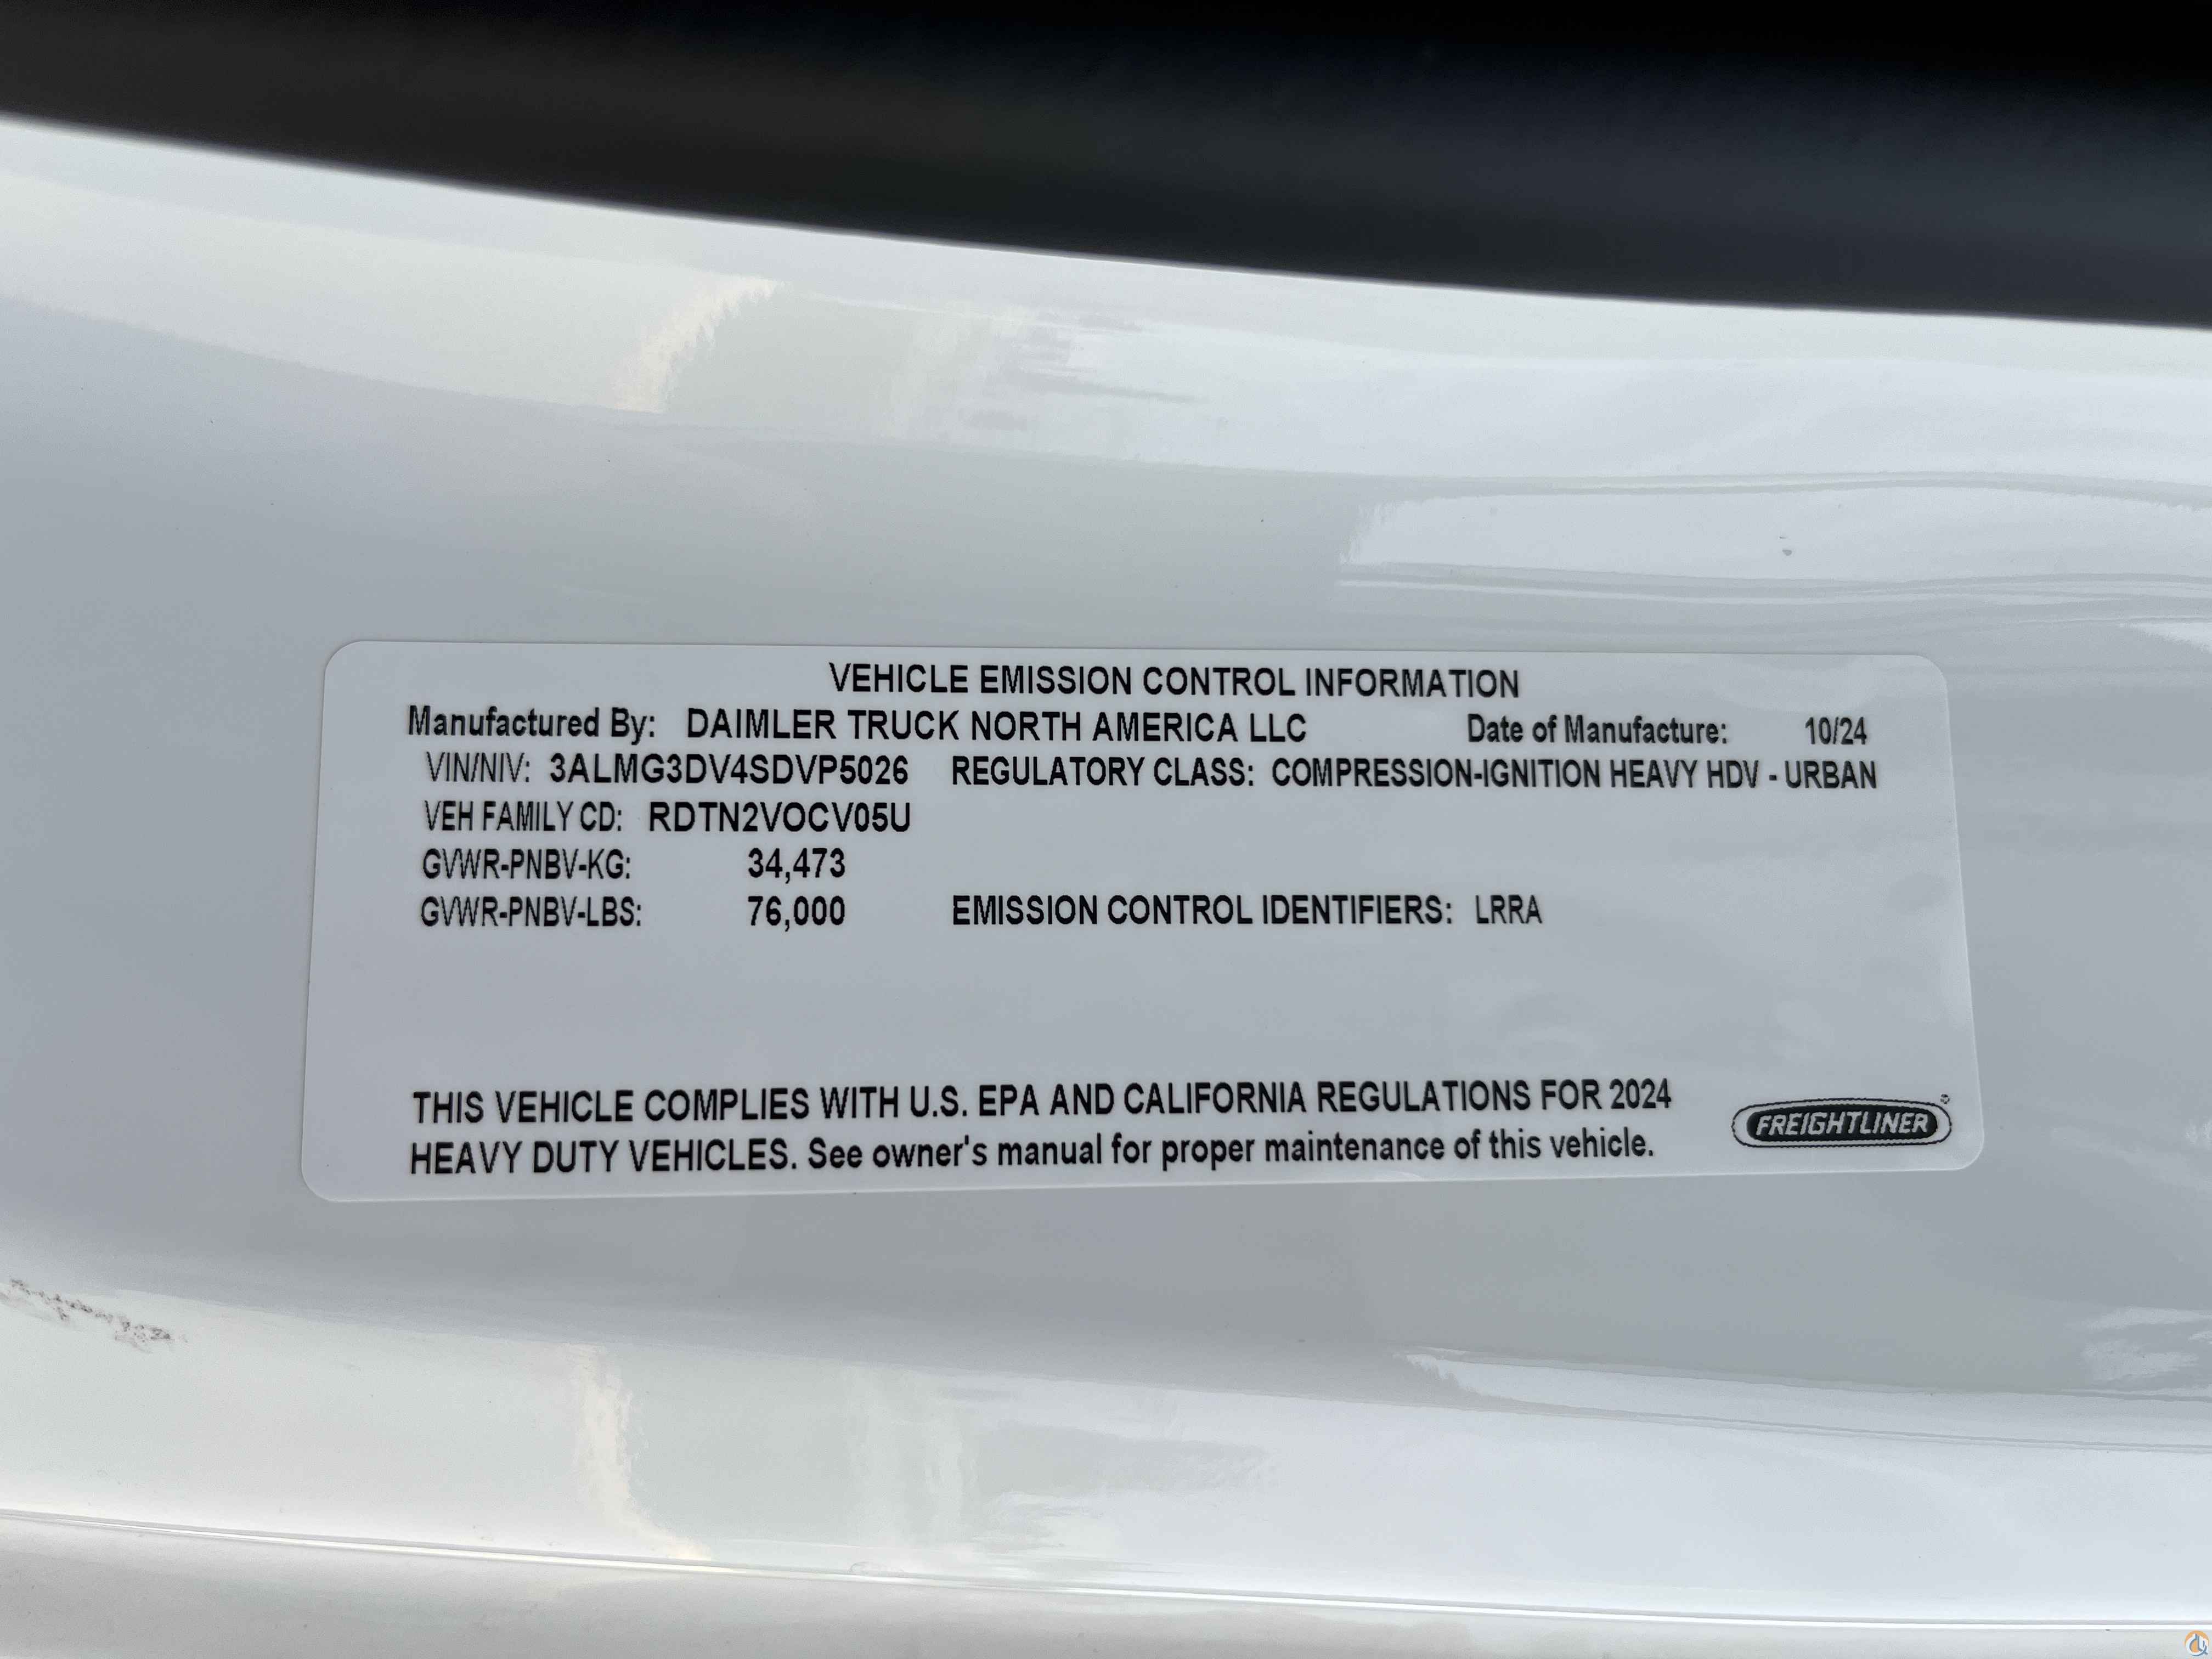 VEHICLE EMISSION CONTROL INFORMATION
Manufactured By: DAIMLER TRUCK NORTH AMERICA LLC Date of Manufacture: 10/24
VIN/NIV: 3ALMG3DV4SDVP5026 REGULATORY CLASS: COMPRESSION-IGNITION HEAVY HDV - URBAN
VEH FAMILY CD: RDTN2VOCV05U
GVWR-PNBV-KG: 34,473
GVWR-PNBV-LBS: 76,000 EMISSION CONTROL IDENTIFIERS: LRRA
THIS VEHICLE COMPLIES WITH U.S. EPA AND CALIFORNIA REGULATIONS FOR 2024
HEAVY DUTY VEHICLES. See owner's manual for proper maintenance of this vehicle.
FREIGHTLINER